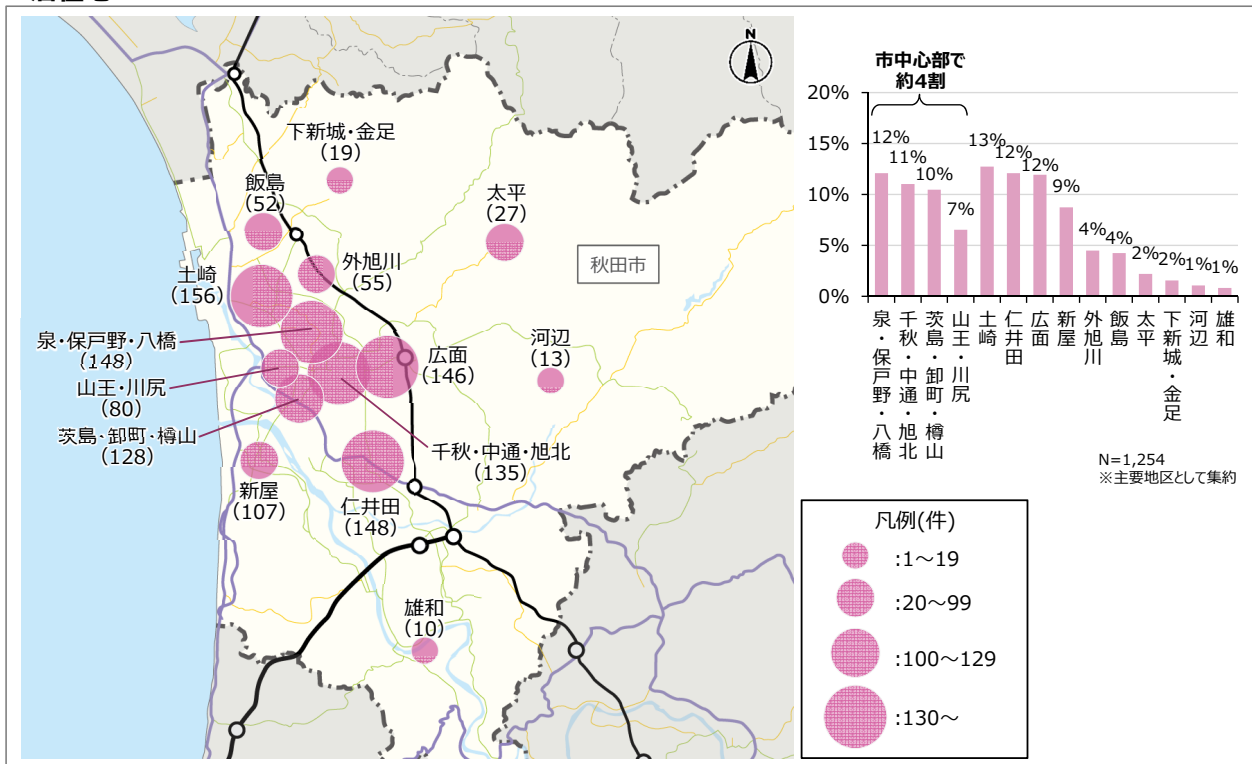 N
下新城・金足
(19)
飯島
(52)
太平
(27)
秋田市
土崎
(156)
外旭川
(55)
泉・保戸野・八橋
(148)
広面
(146)
河辺
(13)
山王・川尻
(80)
茨島・卸町・樽山
(128)
千秋・中通・旭北
(135)
新屋
(107)
仁井田
(148)
雄和
(10)
市中心部で
約4割
20%
15%
10%
5%
0%
12%
11%
10%
7%
13%
12%
12%
9%
4%
4%
2%
2%
1%
1%
泉・保戸野・八橋
千秋・中通・旭北
茨島・卸町・樽山
山王・川尻
土崎
仁井田
広面
新屋
外旭川
飯島
太平
下新城・金足
河辺
雄和
N=1,254
※主要地区として集約
凡例(件)
:1～19
:20～99
:100～129
:130～